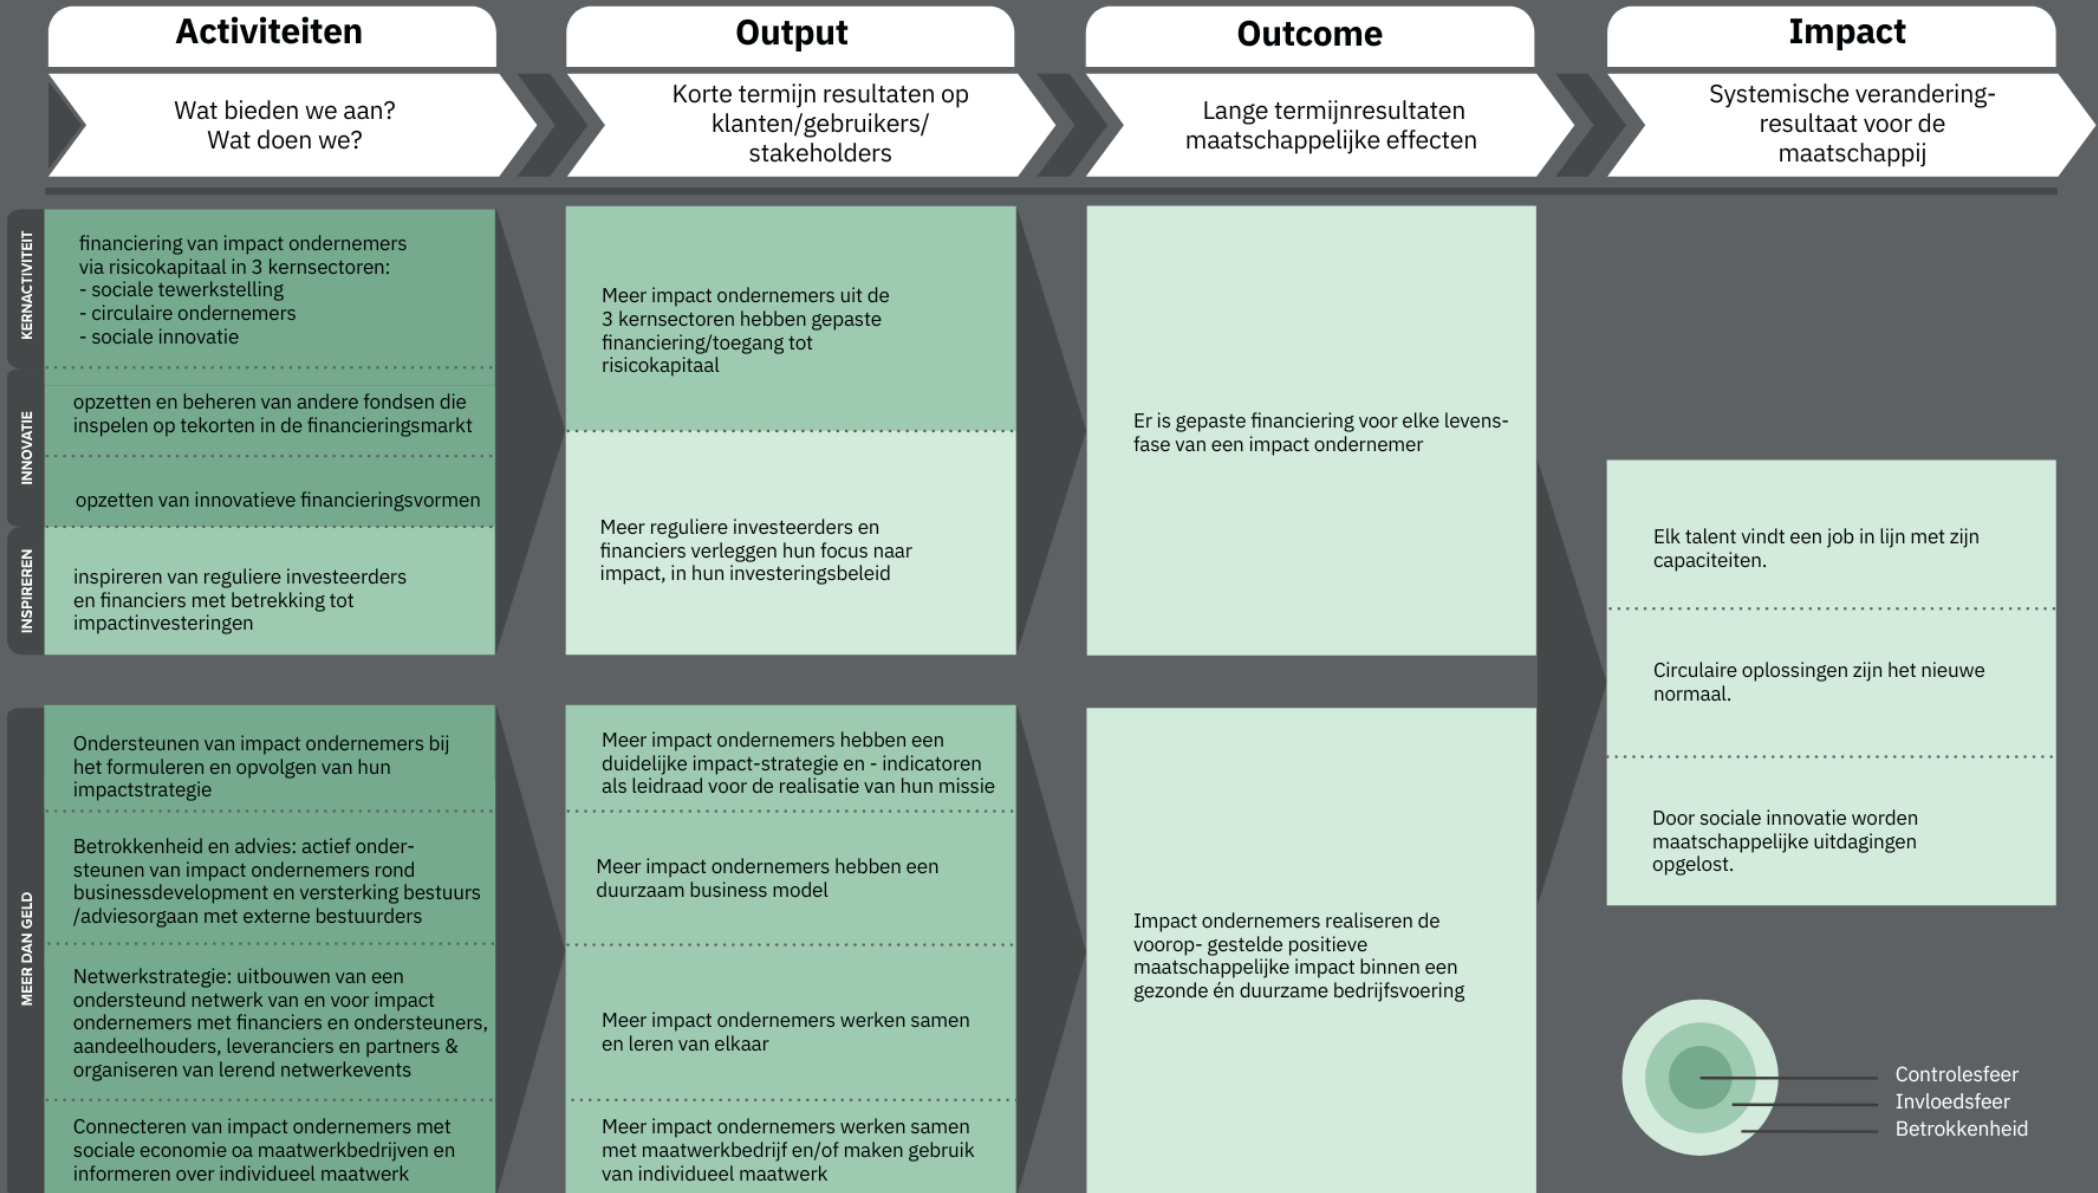 Activiteiten
Wat bieden we aan?
Wat doen we?
Output
Korte termijn resultaten op
klanten/gebruikers/
stakeholders
Outcome
Lange termijnresultaten
maatschappelijke effecten
Impact
Systemische verandering-
resultaat voor de
maatschappij
KERNACTIVITEIT
financiering van impact ondernemers
via risicokapitaal in 3 kernsectoren:
- sociale tewerkstelling
- circulaire ondernemers
- sociale innovatie
INNOVATIE
opzetten en beheren van andere fondsen die
inspelen op tekorten in de financieringsmarkt
opzetten van innovatieve financieringsvormen
INSPIREREN
inspireren van reguliere investeerders
en financiers met betrekking tot
impactinvesteringen
Meer impact ondernemers uit de
3 kernsectoren hebben gepaste
financiering/toegang tot
risicokapitaal
Meer reguliere investeerders en
financiers verleggen hun focus naar
impact, in hun investeringsbeleid
Er is gepaste financiering voor elke levens-
fase van een impact ondernemer
MEER DAN GELD
Ondersteunen van impact ondernemers bij
het formuleren en opvolgen van hun
impactstrategie
Betrokkenheid en advies: actief onder-
steunen van impact ondernemers rond
businessdevelopment en versterking bestuurs
/adviesorgaan met externe bestuurders
Netwerkstrategie: uitbouwen van een
ondersteund netwerk van en voor impact
ondernemers met financiers en ondersteuners,
aandeelhouders, leveranciers en partners &
organiseren van lerend netwerkevents
Connecteren van impact ondernemers met
sociale economie oa maatwerkbedrijven en
informeren over individueel maatwerk
Meer impact ondernemers hebben een
duidelijke impact-strategie en - indicatoren
als leidraad voor de realisatie van hun missie
Meer impact ondernemers hebben een
duurzaam business model
Meer impact ondernemers werken samen
en leren van elkaar
Meer impact ondernemers werken samen
met maatwerkbedrijf en/of maken gebruik
van individueel maatwerk
Impact ondernemers realiseren de
voorop- gestelde positieve
maatschappelijke impact binnen een
gezonde én duurzame bedrijfsvoering
Elk talent vindt een job in lijn met zijn
capaciteiten.
Circulaire oplossingen zijn het nieuwe
normaal.
Door sociale innovatie worden
maatschappelijke uitdagingen
opgelost.
Controlesfeer
Invloedsfeer
Betrokkenheid